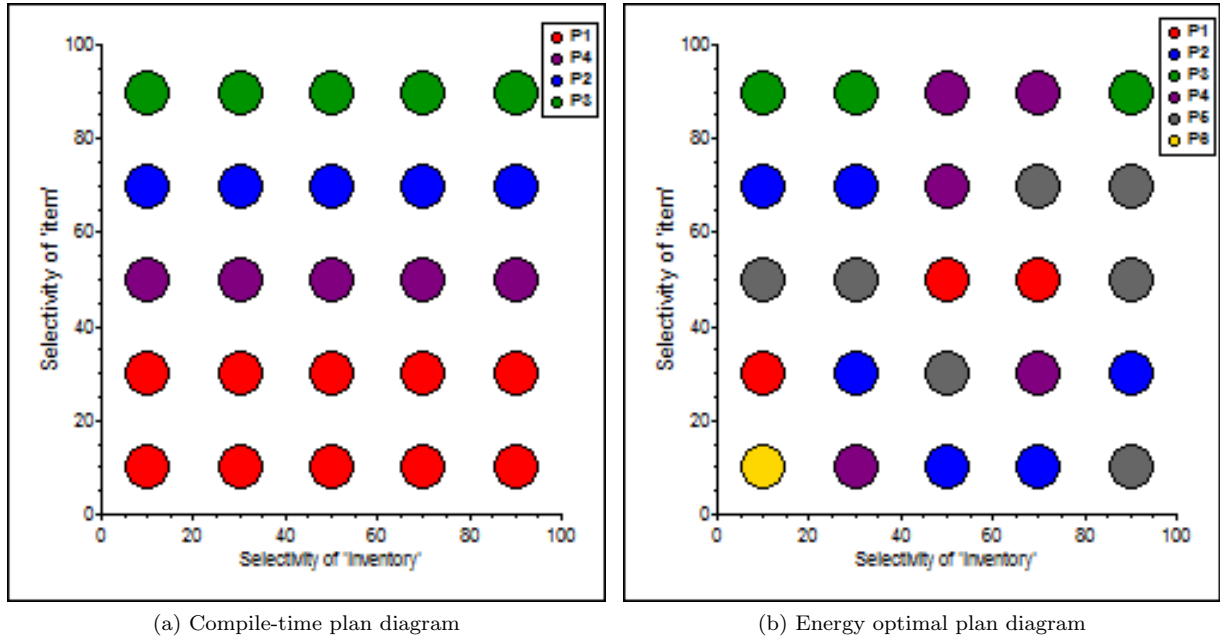 P1
P4
P2
P3
100
80
60
40
20
0
Selectivity of 'item'
0 20 40 60 80 100
Selectivity of 'Inventory'
(a) Compile-time plan diagram
P1
P2
P3
P4
P5
P6
100
80
60
40
20
0
Selectivity of 'item'
0 20 40 60 80 100
Selectivity of 'Inventory'
(b) Energy optimal plan diagram